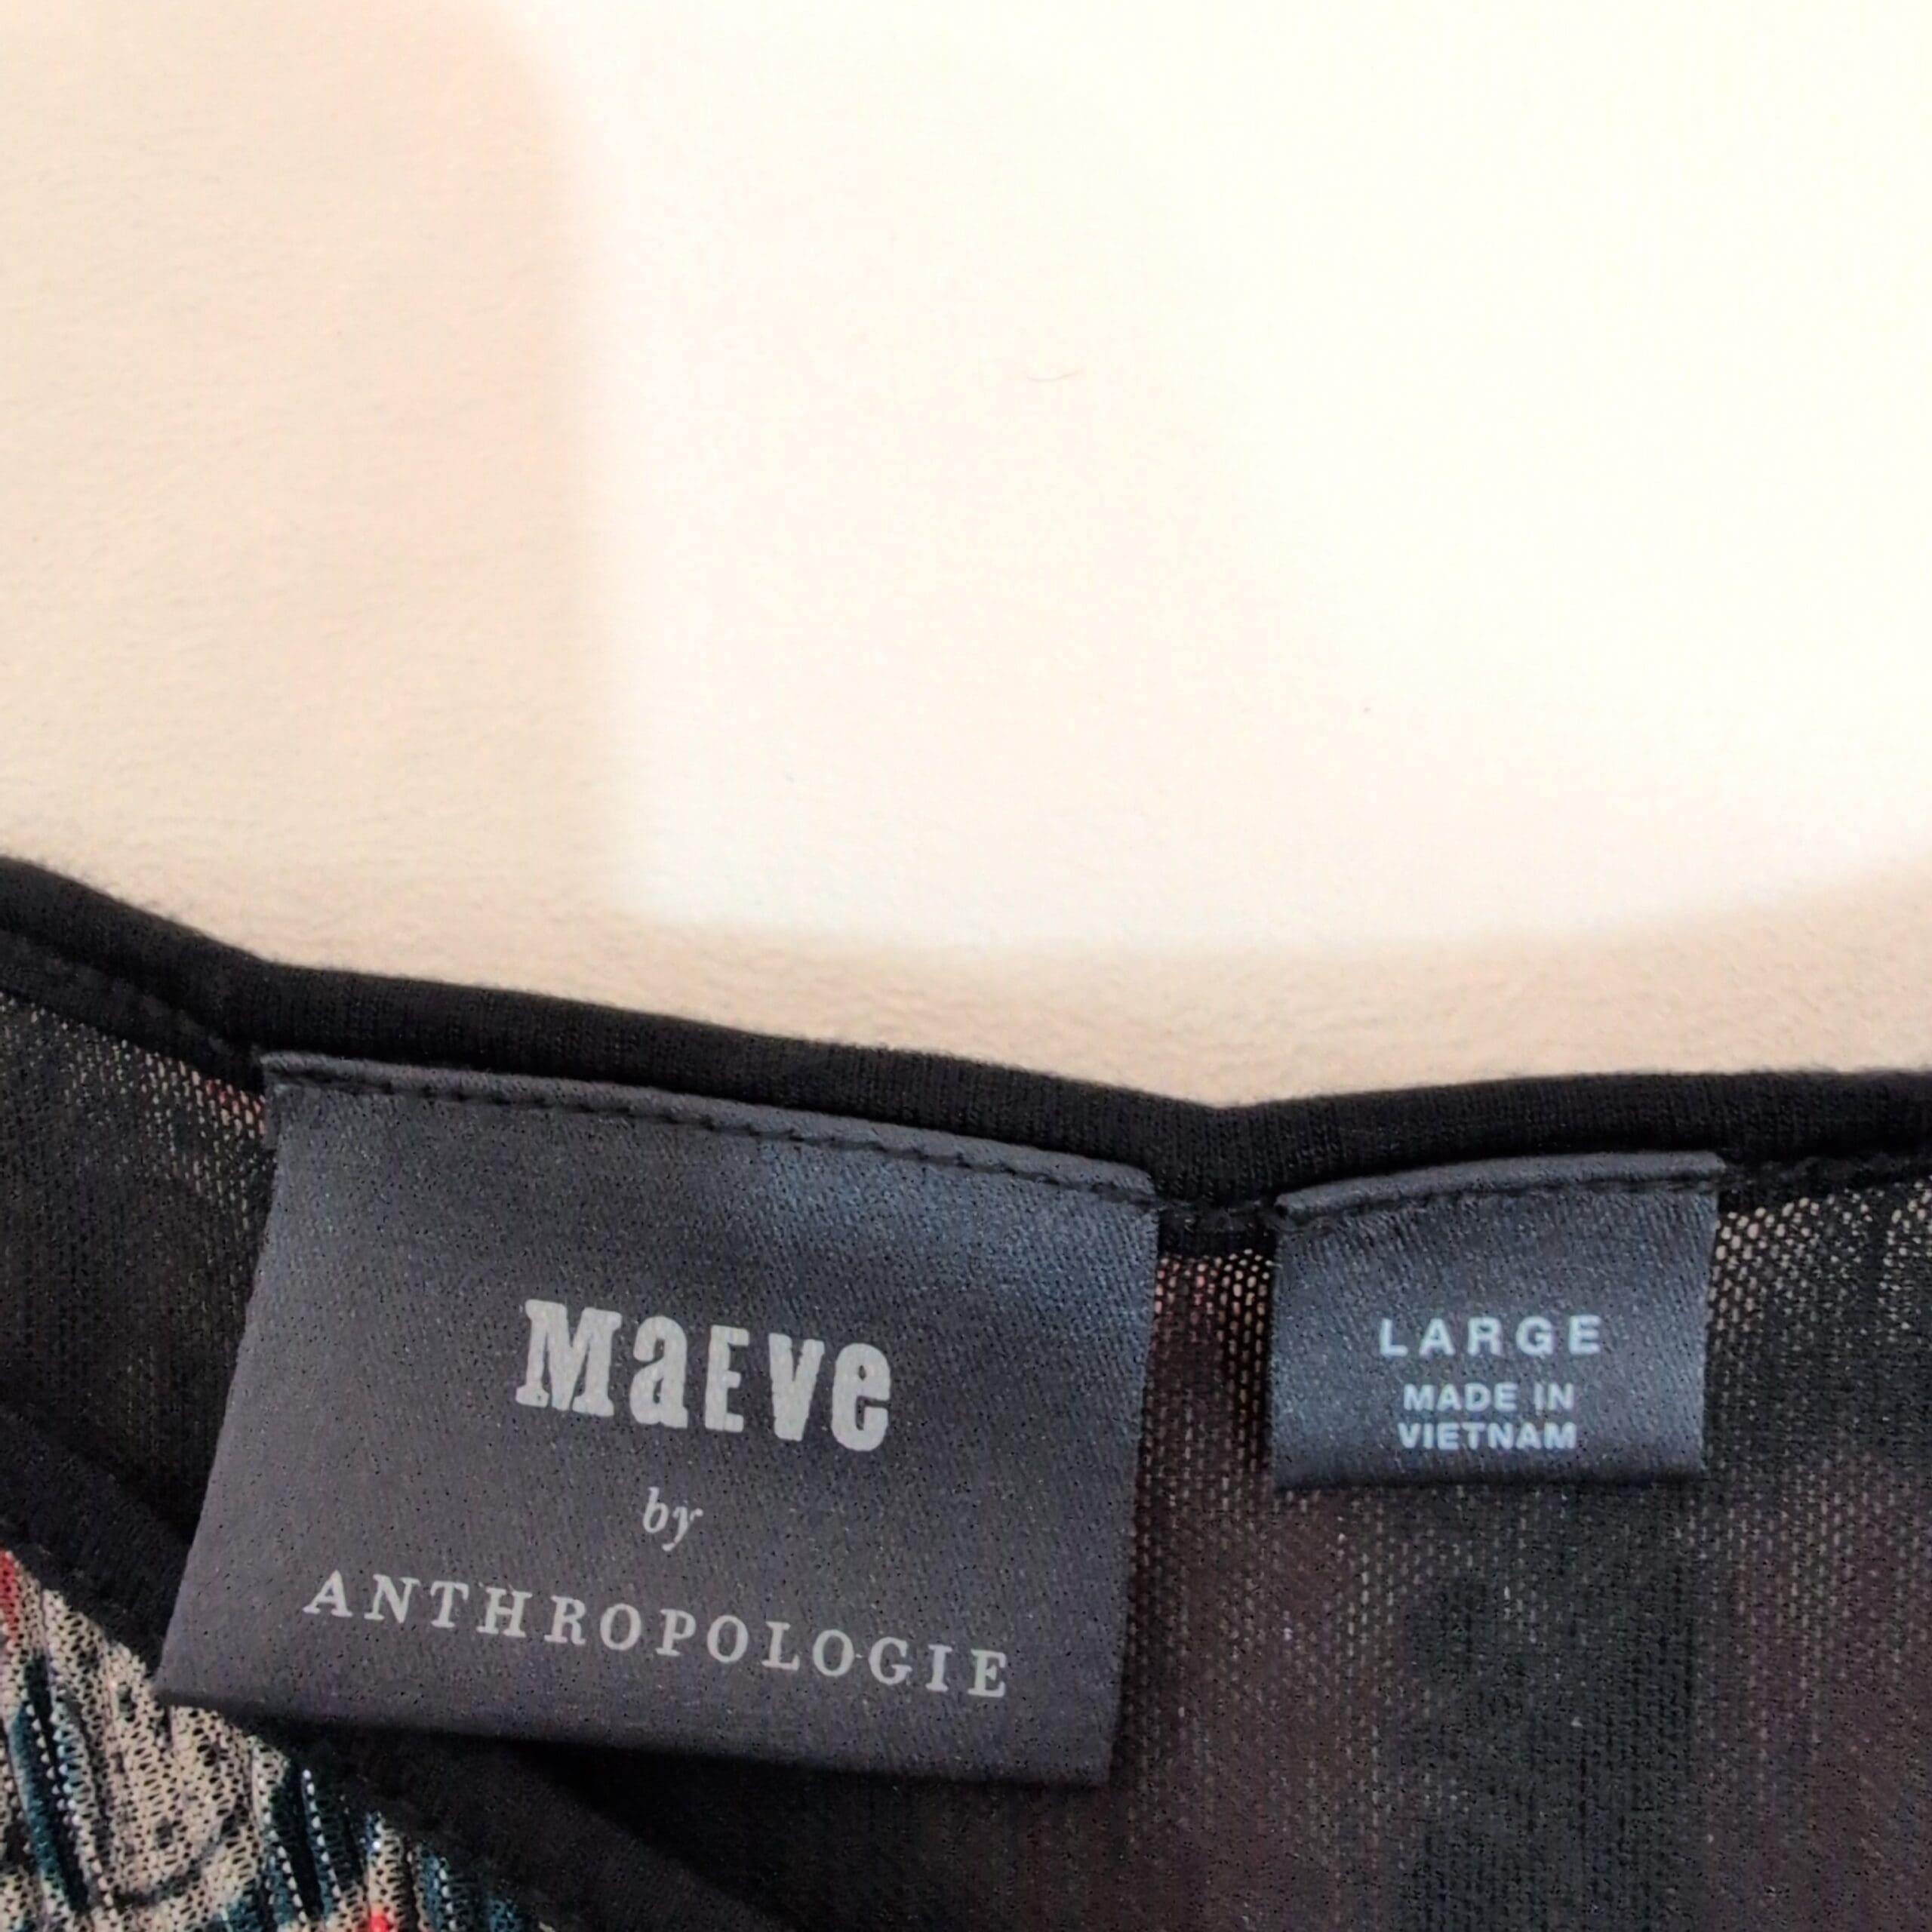 MaEVe
by
ANTHROPOLOGIE
LARGE
MADE IN
VIETNAM